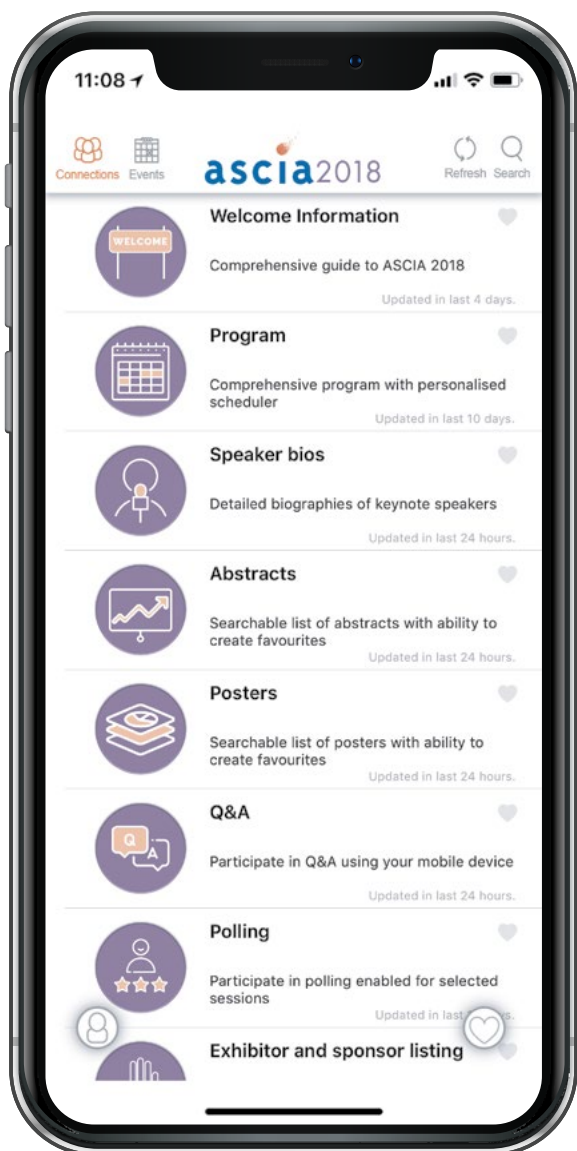 11:08
Connections Events ascia2018 Refresh Search
WELCOME
Welcome Information
Comprehensive guide to ASCIA 2018
Updated in last 4 days.
Program
Comprehensive program with personalised
scheduler
Updated in last 10 days.
Speaker bios
Detailed biographies of keynote speakers
Updated in last 24 hours.
Abstracts
Searchable list of abstracts with ability to
create favourites
Updated in last 24 hours.
Posters
Searchable list of posters with ability to
create favourites
Updated in last 24 hours.
Q&A
Q
A
Participate in Q&A using your mobile device
Updated in last 24 hours.
Polling
Participate in polling enabled for selected
sessions
Updated in last
Exhibitor and sponsor listing